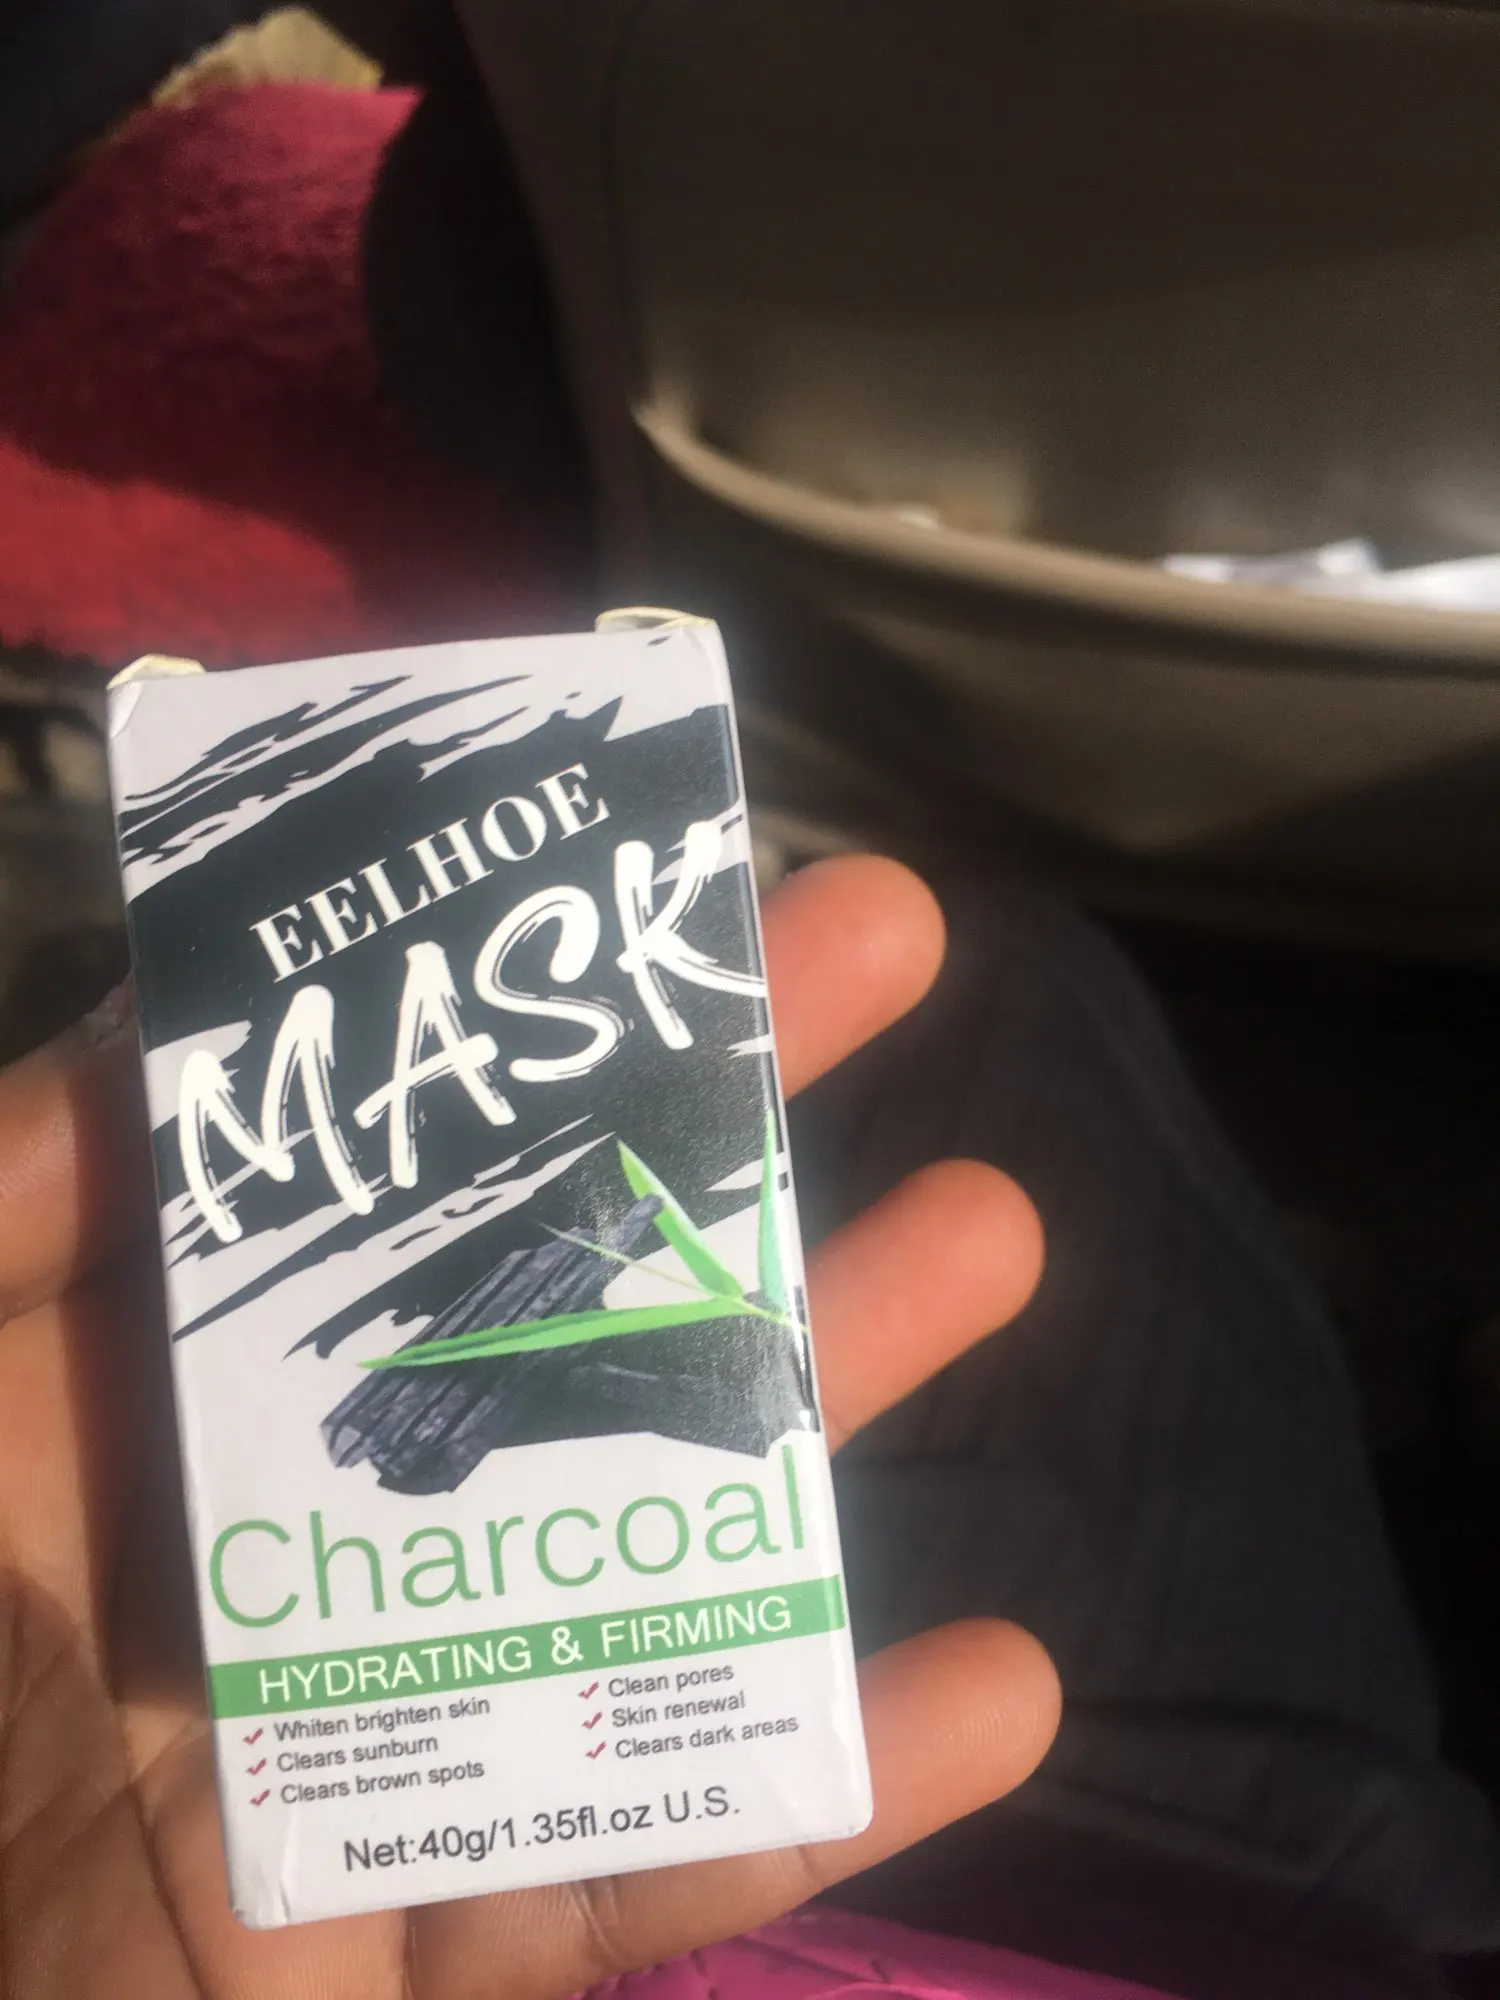 EELHOE
MASK
Charcoal
HYDRATING & FIRMING
✓ Whiten brighten skin
✓ Clears sunburn
✓ Clears brown spots
✓ Clean pores
✓ Skin renewal
✓ Clears dark areas
Net:40g/1.35fl.oz U.S.